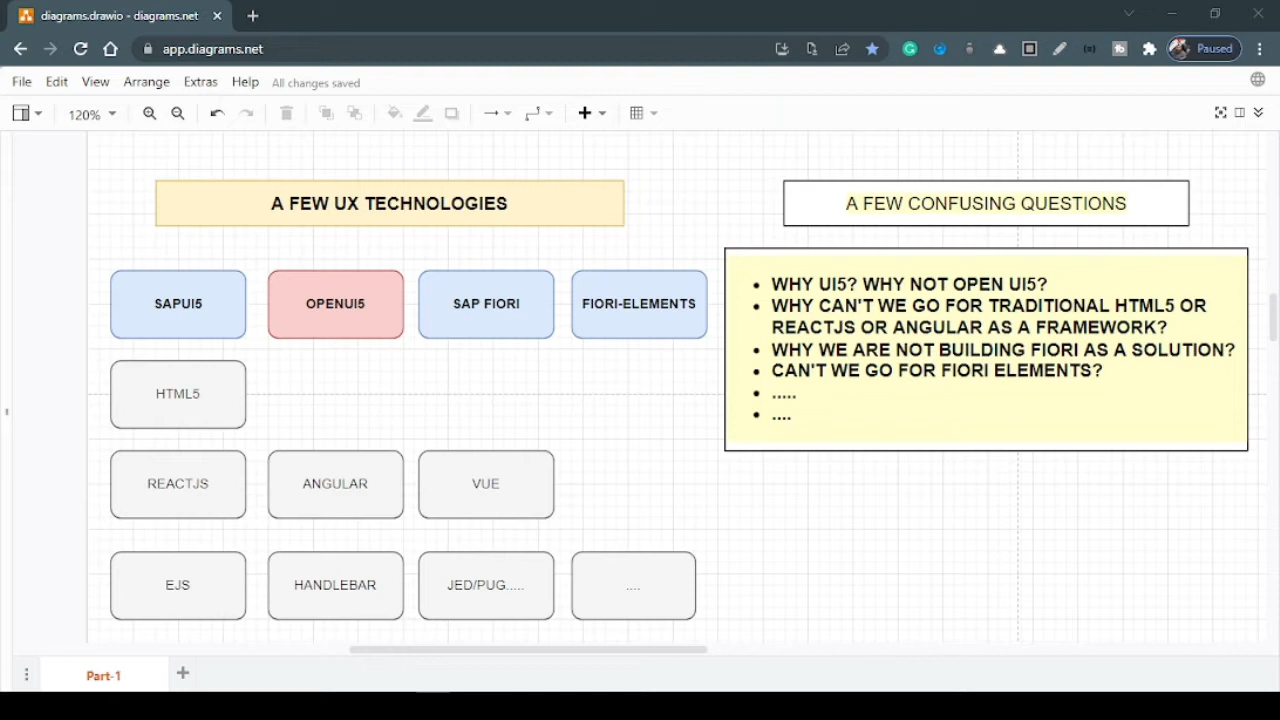 diagrams.drawio - diagrams.net
app.diagrams.net
Paused
File Edit View Arrange Extras Help All changes saved
120%
A FEW UX TECHNOLOGIES
A FEW CONFUSING QUESTIONS
SAPUI5 OPENUI5 SAP FIORI FIORI-ELEMENTS
HTML5
REACTJS ANGULAR VUE
EJS HANDLEBAR JED/PUG..... ....
• WHY UI5? WHY NOT OPEN UI5?
• WHY CAN'T WE GO FOR TRADITIONAL HTML5 OR
REACTJS OR ANGULAR AS A FRAMEWORK?
• WHY WE ARE NOT BUILDING FIORI AS A SOLUTION?
• CAN'T WE GO FOR FIORI ELEMENTS?
• .....
• ....
Part-1